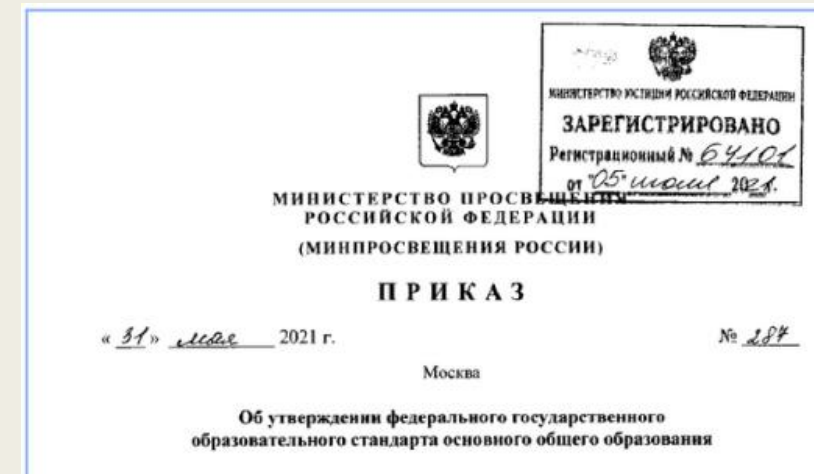 МИНИСТЕРСТВО ЮСТИЦИИ РОССИЙСКОЙ ФЕДЕРАЦИИ
ЗАРЕГИСТРИРОВАНО
Регистрационный № 64101
от "05" июля 2021.
МИНИСТЕРСТВО ПРОСВЕЩЕНИЯ
РОССИЙСКОЙ ФЕДЕРАЦИИ
(МИНПРОСВЕЩЕНИЯ РОССИИ)
ПРИКАЗ
« 31 » мая 2021 г.
№ 287
Москва
Об утверждении федерального государственного
образовательного стандарта основного общего образования